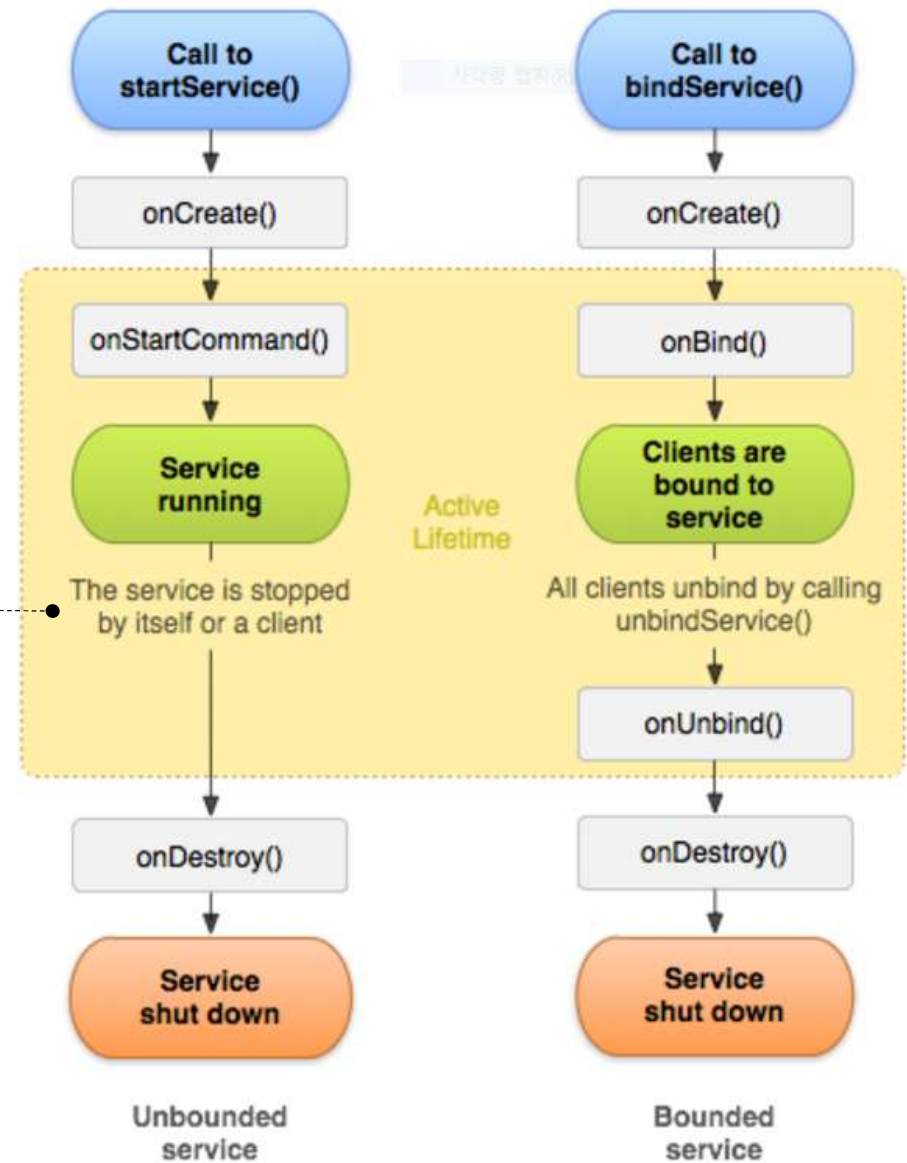 Call to
startService()
onCreate()
onStartCommand()
Service
running
The service is stopped
by itself or a client
onDestroy()
Service
shut down
Unbounded
service
Active
Lifetime
Call to
bindService()
onCreate()
onBind()
Clients are
bound to
service
All clients unbind by calling
unbindService()
onUnbind()
onDestroy()
Service
shut down
Bounded
service